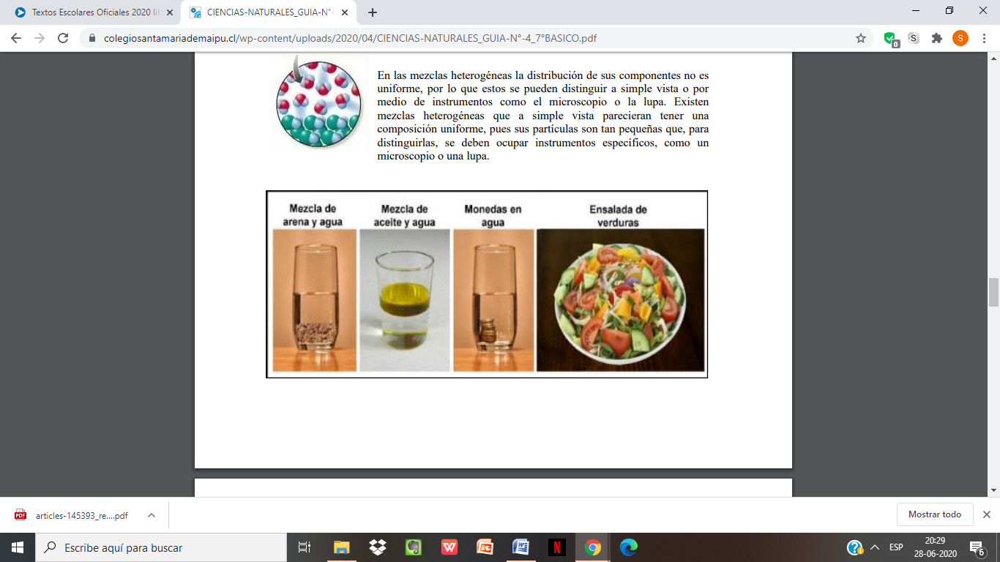 Textos Escolares Oficiales 2020 lib
CIENCIAS-NATURALES_GUIA-N°-
colegiosantamariademaipu.cl/wp-content/uploads/2020/04/CIENCIAS-NATURALES_GUIA-N°-4_7°BASICO.pdf
0
S
S
En las mezclas heterogéneas la distribución de sus componentes no es
uniforme, por lo que estos se pueden distinguir a simple vista o por
medio de instrumentos como el microscopio o la lupa. Existen
mezclas heterogéneas que a simple vista parecieran tener una
composición uniforme, pues sus partículas son tan pequeñas que, para
distinguirlas, se deben ocupar instrumentos específicos, como un
microscopio o una lupa.
Mezcla de
arena y agua
Mezcla de
aceite y agua
Monedas en
agua
Ensalada de
verduras
PDF
articles-145393_re....pdf
Mostrar todo
Escribe aquí para buscar
ESP
20:29
28-06-2020
6